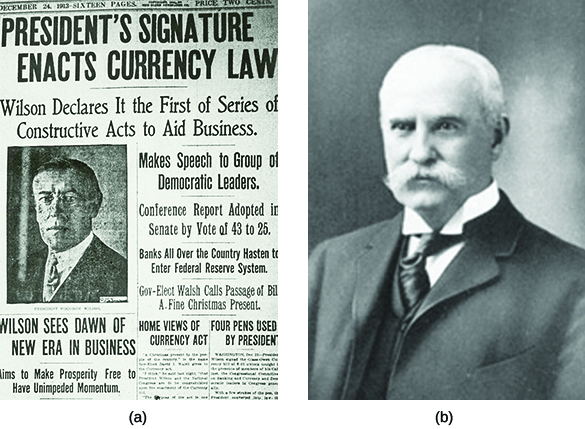 DECEMBER 24, 1913-SIXTEEN PAGES. PRICE TWO CENTS.
PRESIDENT'S SIGNATURE
ENACTS CURRENCY LAW
Wilson Declares It the First of Series of
Constructive Acts to Aid Business.
Makes Speech to Group of
Democratic Leaders.
Conference Report Adopted in
Senate by Vote of 43 to 25.
Banks All Over the Country Hasten to
Enter Federal Reserve System.
Gov-Elect Walsh Calls Passage of Bill
A Fine Christmas Present.
PRESIDENT WOODROW WILSON.
WILSON SEES DAWN OF
NEW ERA IN BUSINESS
Aims to Make Prosperity Free to
Have Unimpeded Momentum.
HOME VIEWS OF
CURRENCY ACT
FOUR PENS USED
BY PRESIDENT
(a)
(b)